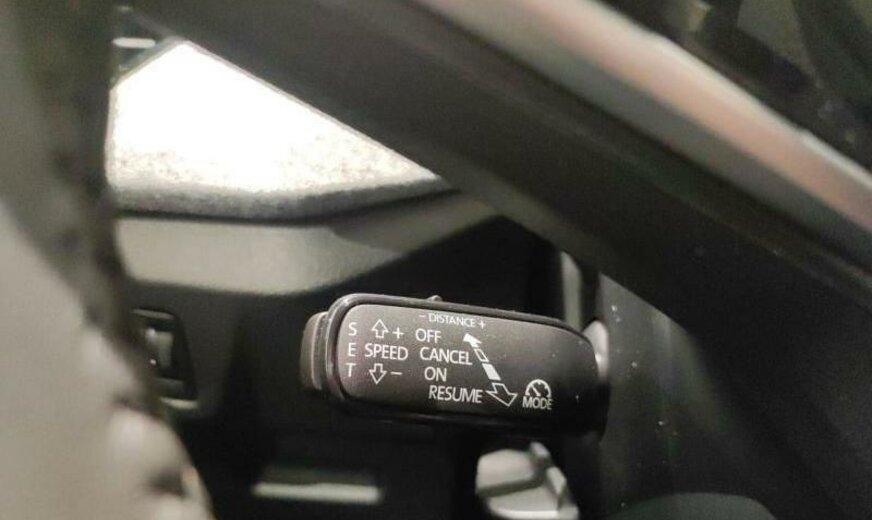 - DISTANCE +
S + OFF
E SPEED CANCEL
T - ON
RESUME
MODE